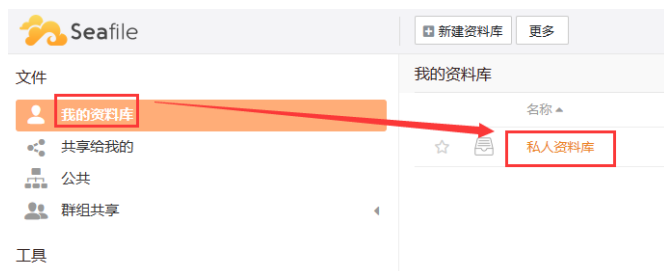 Seafile
新建资料库 更多
文件
我的资料库
共享给我的
公共
群组共享
工具
我的资料库
名称
私人资料库